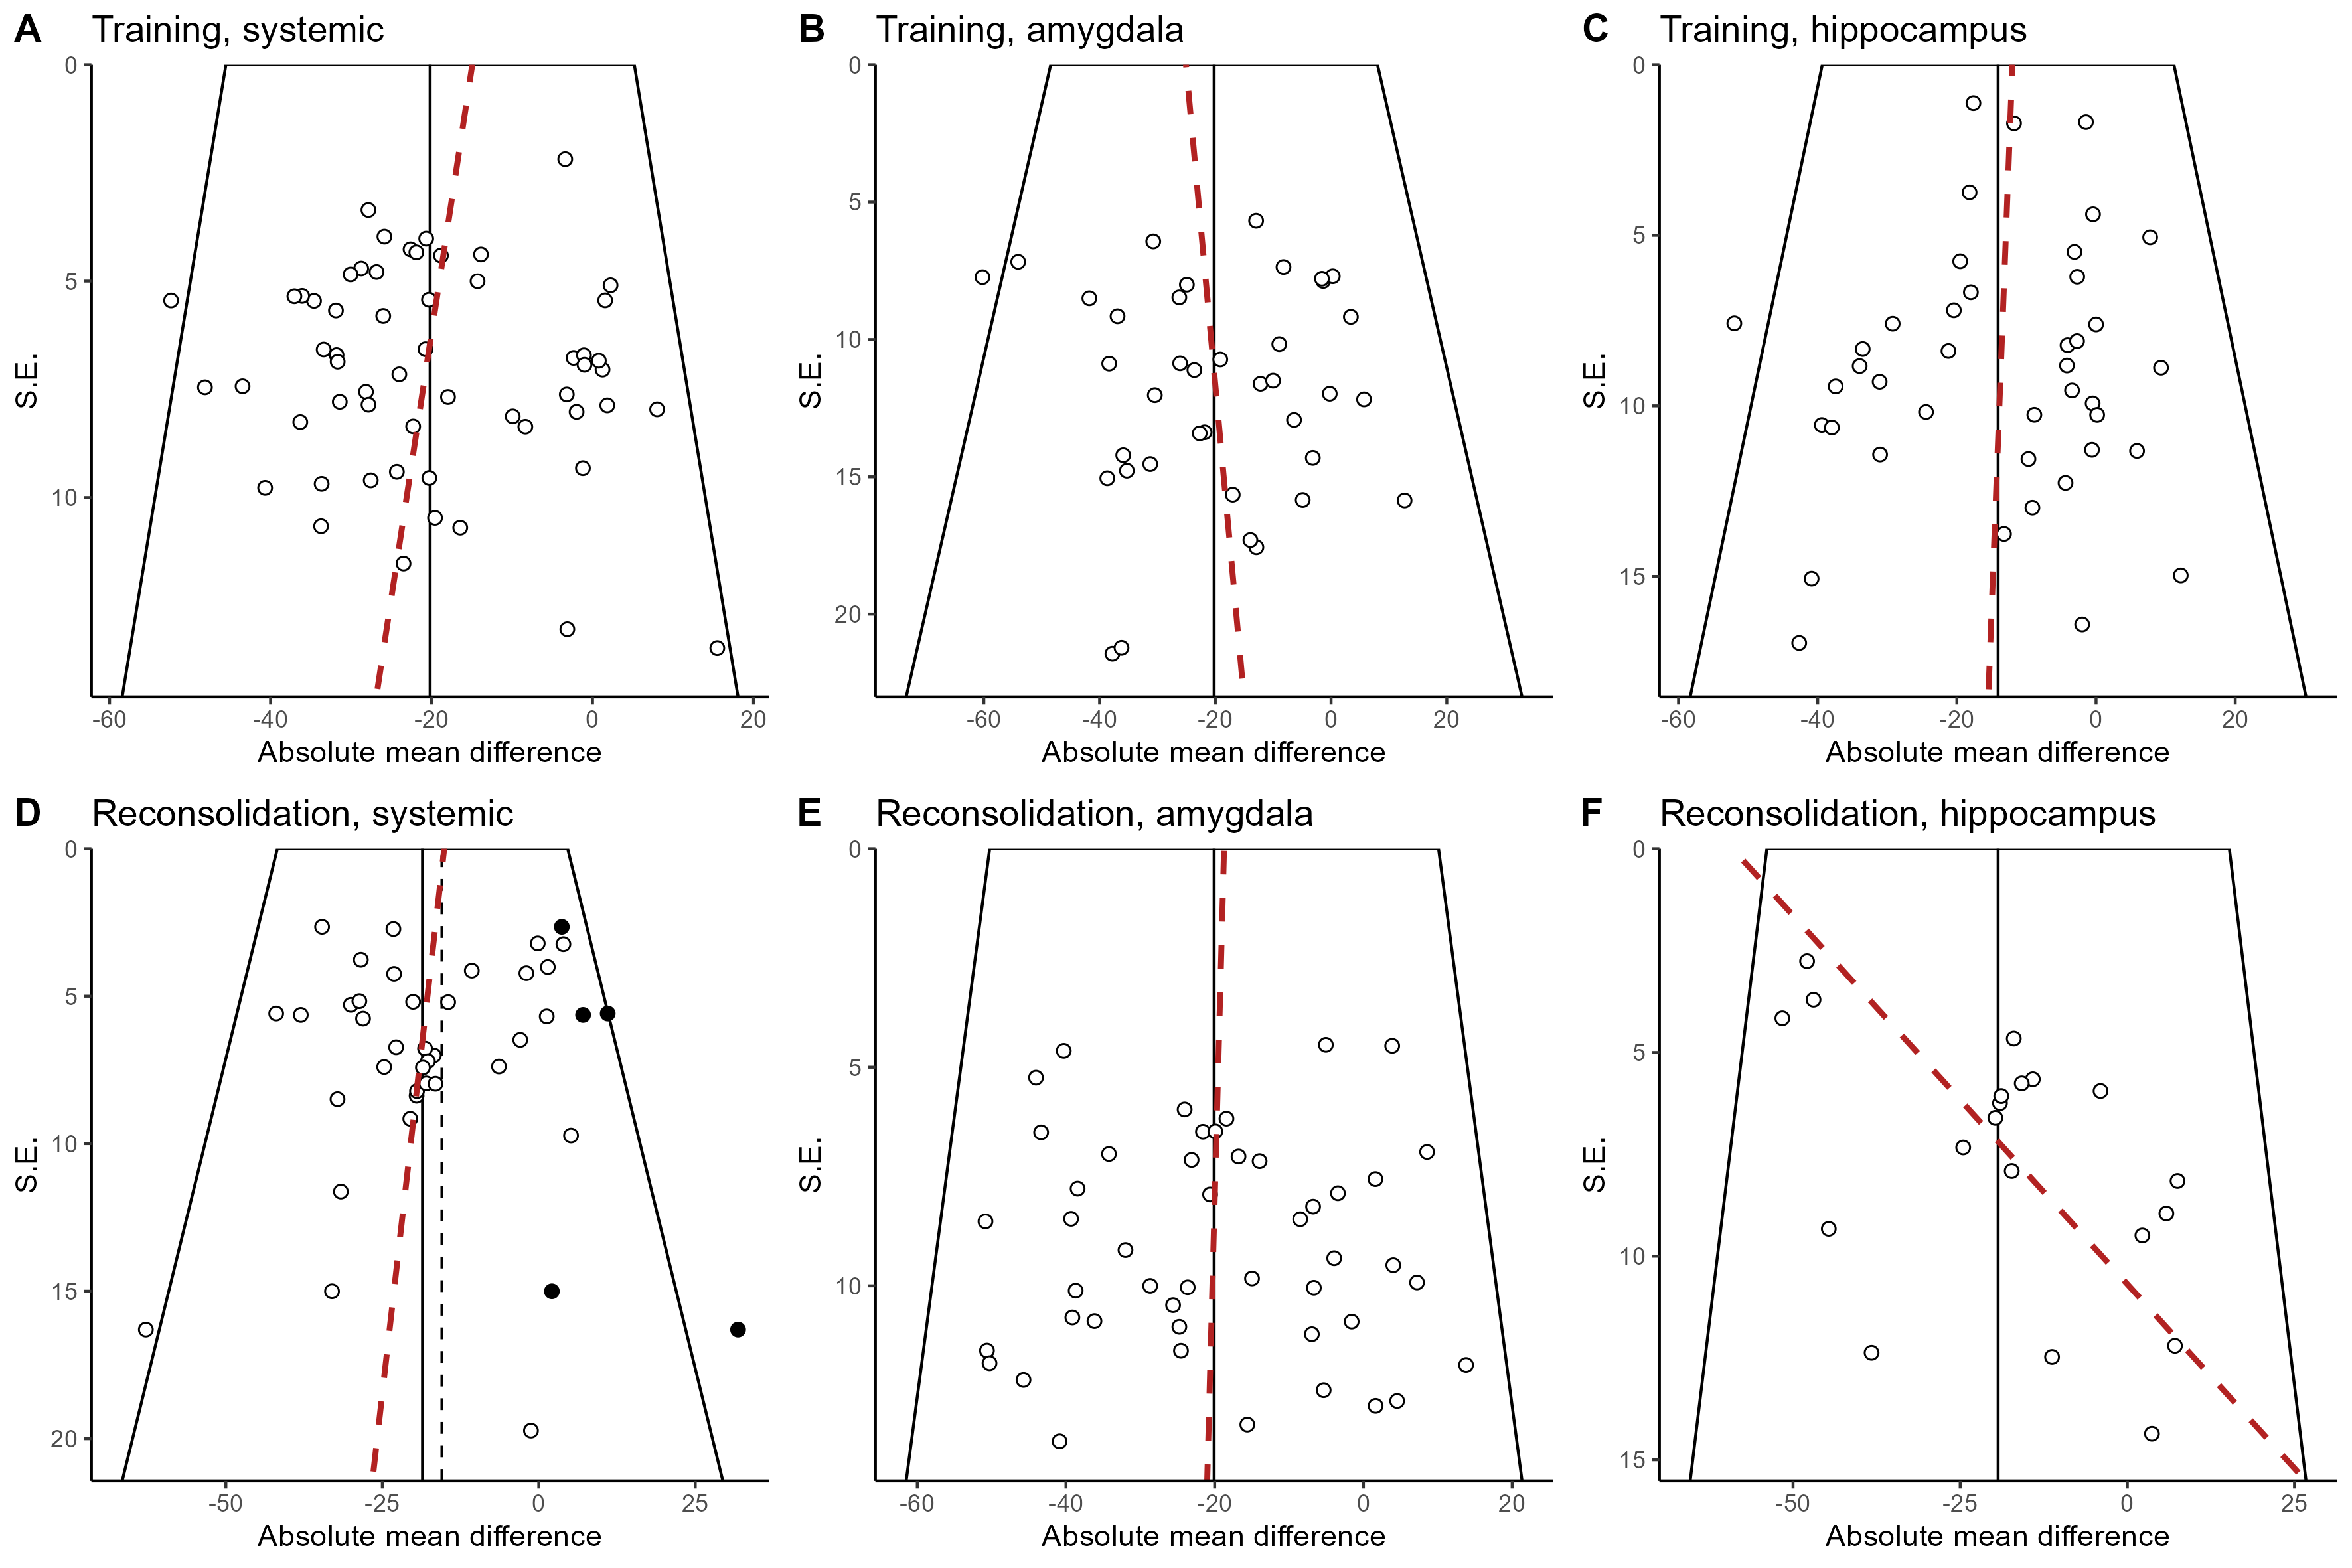 A Training, systemic
0
5
10
S.E.
-60 -40 -20 0 20
Absolute mean difference
B Training, amygdala
0
5
10
15
20
S.E.
-60 -40 -20 0 20
Absolute mean difference
C Training, hippocampus
0
5
10
15
S.E.
-60 -40 -20 0 20
Absolute mean difference
D Reconsolidation, systemic
0
5
10
15
20
S.E.
-50 -25 0 25
Absolute mean difference
E Reconsolidation, amygdala
0
5
10
S.E.
-60 -40 -20 0 20
Absolute mean difference
F Reconsolidation, hippocampus
0
5
10
15
S.E.
-50 -25 0 25
Absolute mean difference